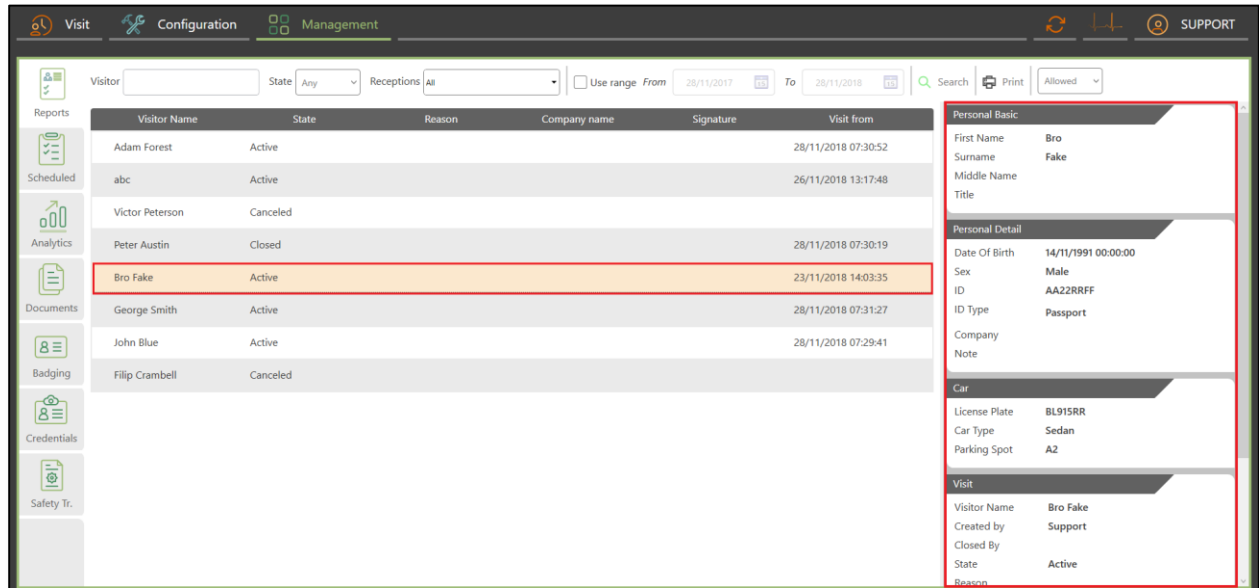 Visit Configuration Management SUPPORT
Visitor State Any Receptions All Use range From 28/11/2017 15 To 28/11/2018 15 Search Print Allowed
Reports
Scheduled
Analytics
Documents
Badging
Credentials
Safety Tr.
Visitor Name State Reason Company name Signature Visit from
Adam Forest Active 28/11/2018 07:30:52
abc Active 26/11/2018 13:17:48
Victor Peterson Canceled
Peter Austin Closed 28/11/2018 07:30:19
Bro Fake Active 23/11/2018 14:03:35
George Smith Active 28/11/2018 07:31:27
John Blue Active 28/11/2018 07:29:41
Filip Crambell Canceled
Personal Basic
First Name Bro
Surname Fake
Middle Name
Title
Personal Detail
Date Of Birth 14/11/1991 00:00:00
Sex Male
ID AA22RRFF
ID Type Passport
Company
Note
Car
License Plate BL915RR
Car Type Sedan
Parking Spot A2
Visit
Visitor Name Bro Fake
Created by Support
Closed By
State Active
Reason